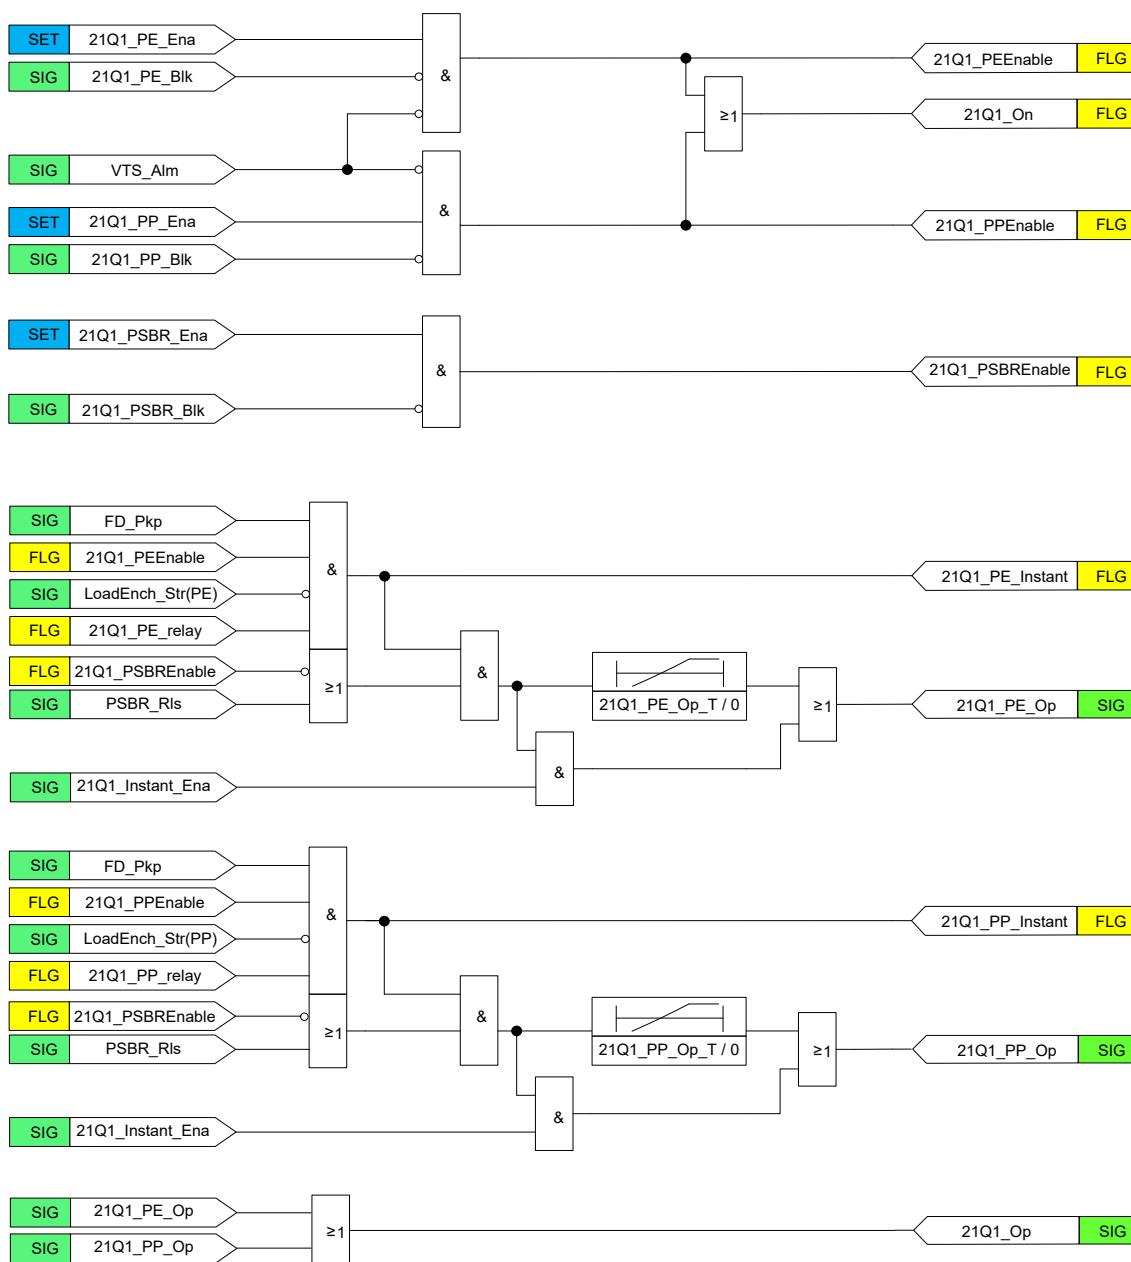 SET 21Q1_PE_Ena
SIG 21Q1_PE_Blk
&
21Q1_PEEnable FLG
≥1
21Q1_On FLG
SIG VTS_Alm
SET 21Q1_PP_Ena
SIG 21Q1_PP_Blk
&
21Q1_PPEnable FLG
SET 21Q1_PSBR_Ena
SIG 21Q1_PSBR_Blk
&
21Q1_PSBREnable FLG
SIG FD_Pkp
FLG 21Q1_PEEnable
SIG LoadEnch_Str(PE)
FLG 21Q1_PE_relay
&
21Q1_PE_Instant FLG
FLG 21Q1_PSBREnable
SIG PSBR_Rls
≥1
&
21Q1_PE_Op_T / 0
≥1
21Q1_PE_Op SIG
SIG 21Q1_Instant_Ena
&
SIG FD_Pkp
FLG 21Q1_PPEnable
SIG LoadEnch_Str(PP)
FLG 21Q1_PP_relay
&
21Q1_PP_Instant FLG
FLG 21Q1_PSBREnable
SIG PSBR_Rls
≥1
&
21Q1_PP_Op_T / 0
≥1
21Q1_PP_Op SIG
SIG 21Q1_Instant_Ena
&
SIG 21Q1_PE_Op
SIG 21Q1_PP_Op
≥1
21Q1_Op SIG